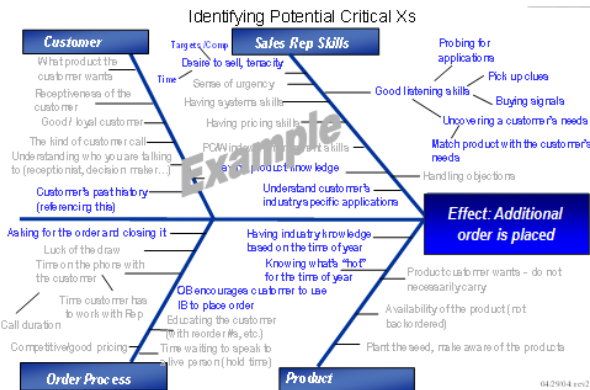 Identifying Potential Critical Xs
Customer
What product the
customer wants
Receptiveness of the
customer
Good / loyal customer
The kind of customer call
Understanding who you are talking
to (receptionist, decision maker...)
Customer's past history
(referencing this)
Sales Rep Skills
Targets /Comp
Desire to sell, tenacity
Time
Sense of urgency
Having systems skills
Having pricing skills
skills
product knowledge
Understand customer's
industry specific applications
Probing for
applications
Pick up clues
Good listening skills
Buying signals
Uncovering a customer's needs
Match product with the customer's
needs
Handling objections
Example
Effect: Additional
order is placed
Asking for the order and closing it
Luck of the draw
Time on the phone with
the customer
Time customer has
to work with Rep
Call duration
OB encourages customer to use
IB to place order
Educating the customer
(with reorder #s, etc.)
Competitive/good pricing
Time waiting to speak to
a live person (hold time)
Order Process
Having industry knowledge
based on the time of year
Knowing what's "hot"
for the time of year
Product customer wants - do not
necessarily carry
Availability of the product (not
backordered)
Plant the seed, make aware of the products
Product
04/29/04 rev2